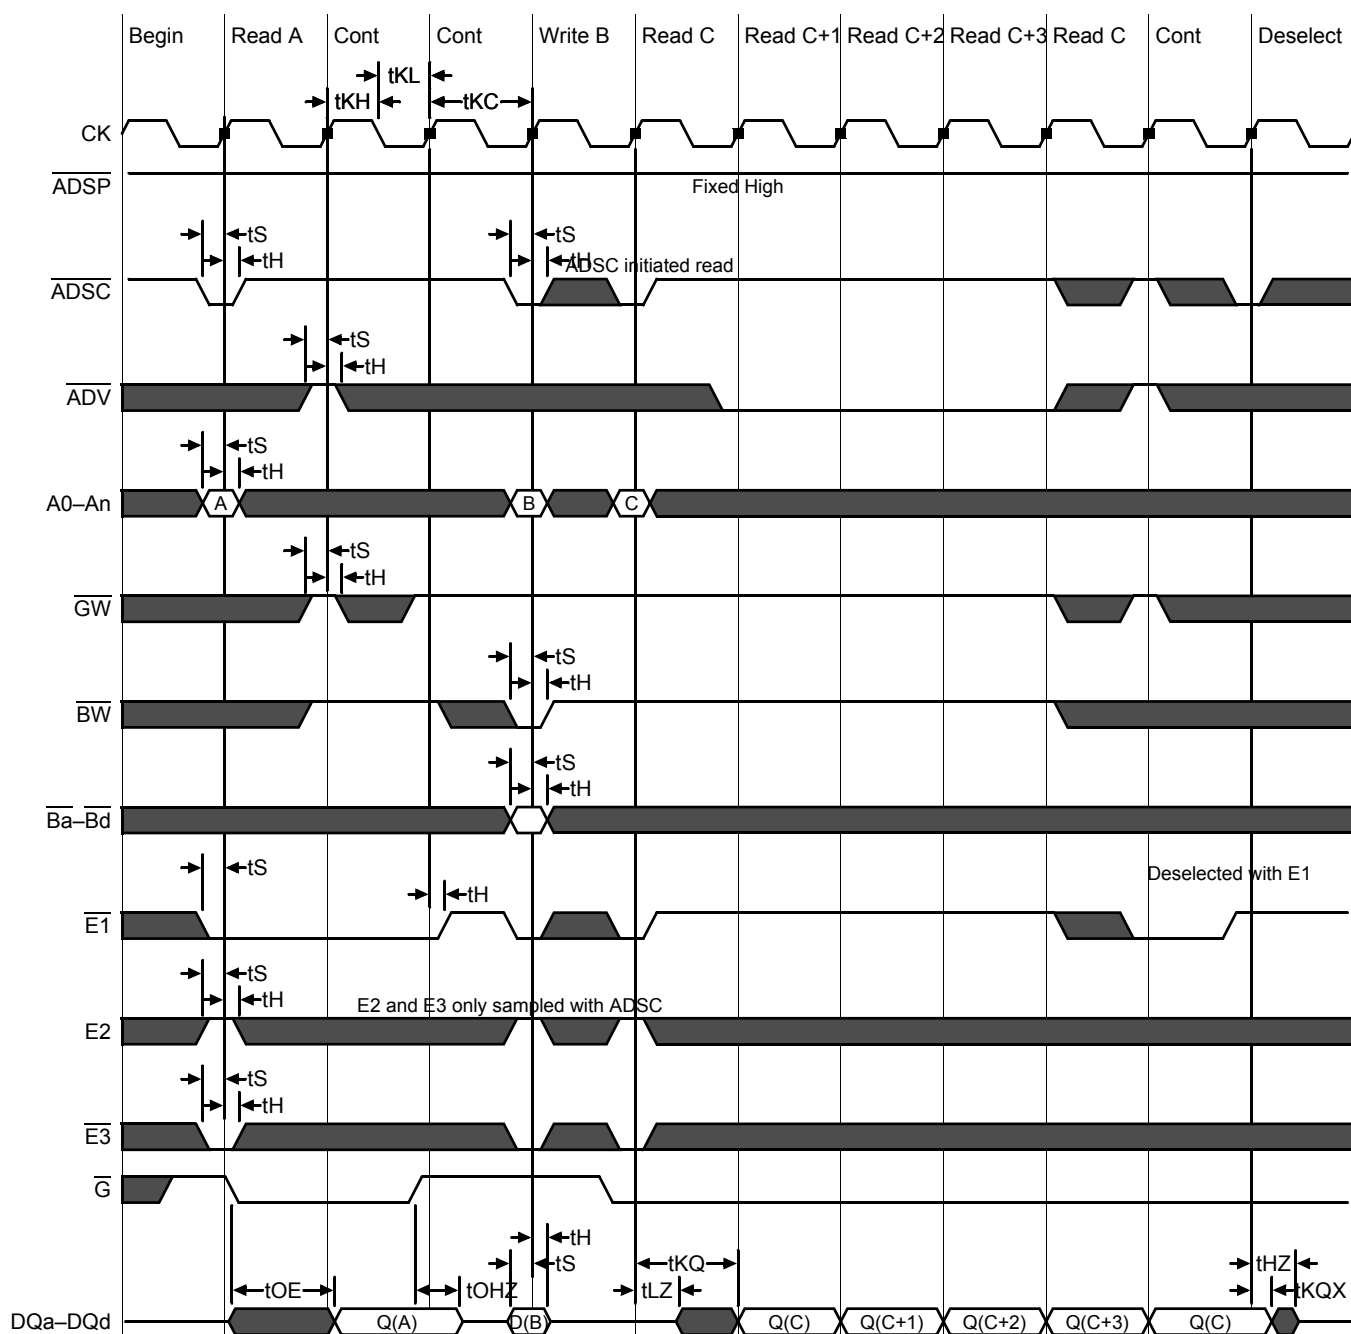 Begin Read A Cont Cont Write B Read C Read C+1 Read C+2 Read C+3 Read C Cont Deselect
tKL
tKH tKC
CK
ADSP
Fixed High
tS tS
tH tH
ADSC initiated read
ADSC
tS
tH
ADV
tS
tH
A0–An A B C
tS
tH
GW
tS
tH
BW
tS
tH
Ba–Bd
tS
Deselected with E1
tH
E1
tS
tH
E2 and E3 only sampled with ADSC
E2
tS
tH
E3
G
tH
tS
tKQ tHZ
tOE tOHZ tLZ tKQX
DQa–DQd Q(A) D(B) Q(C) Q(C+1) Q(C+2) Q(C+3) Q(C)